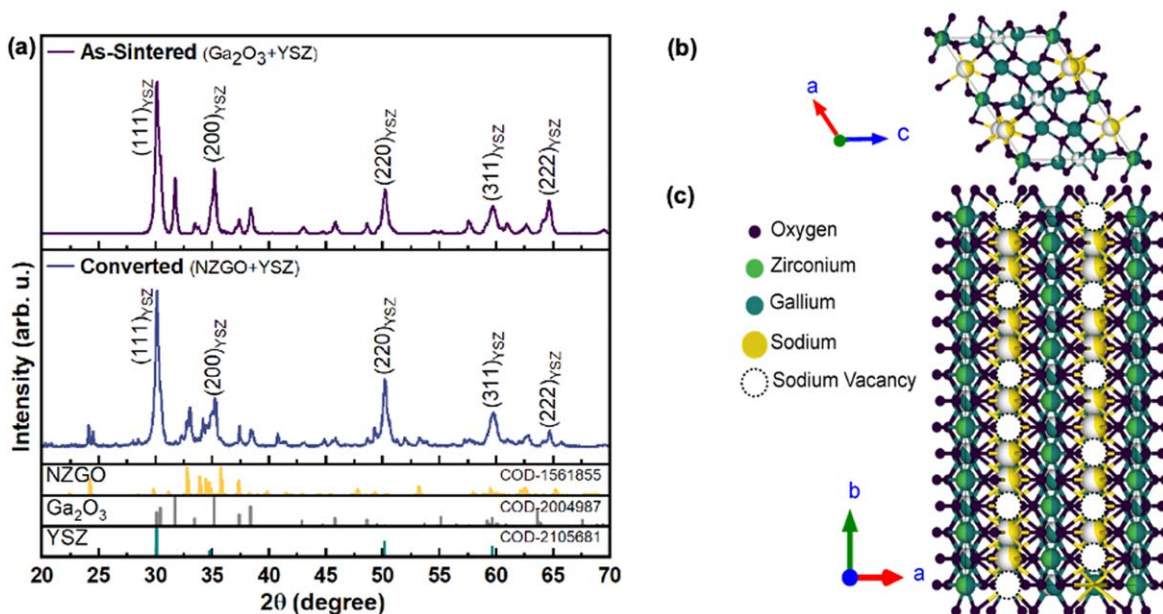 (a)
As-Sintered (Ga₂O₃+YSZ)
(111)YSZ
(200)YSZ
(220)YSZ
(311)YSZ
(222)YSZ
Converted (NZGO+YSZ)
(111)YSZ
(200)YSZ
(220)YSZ
(311)YSZ
(222)YSZ
Intensity (arb. u.)
NZGO COD-1561855
Ga₂O₃ COD-2004987
YSZ COD-2105681
20 25 30 35 40 45 50 55 60 65 70
2θ (degree)
(b)
a
c
(c)
Oxygen
Zirconium
Gallium
Sodium
Sodium Vacancy
b
a